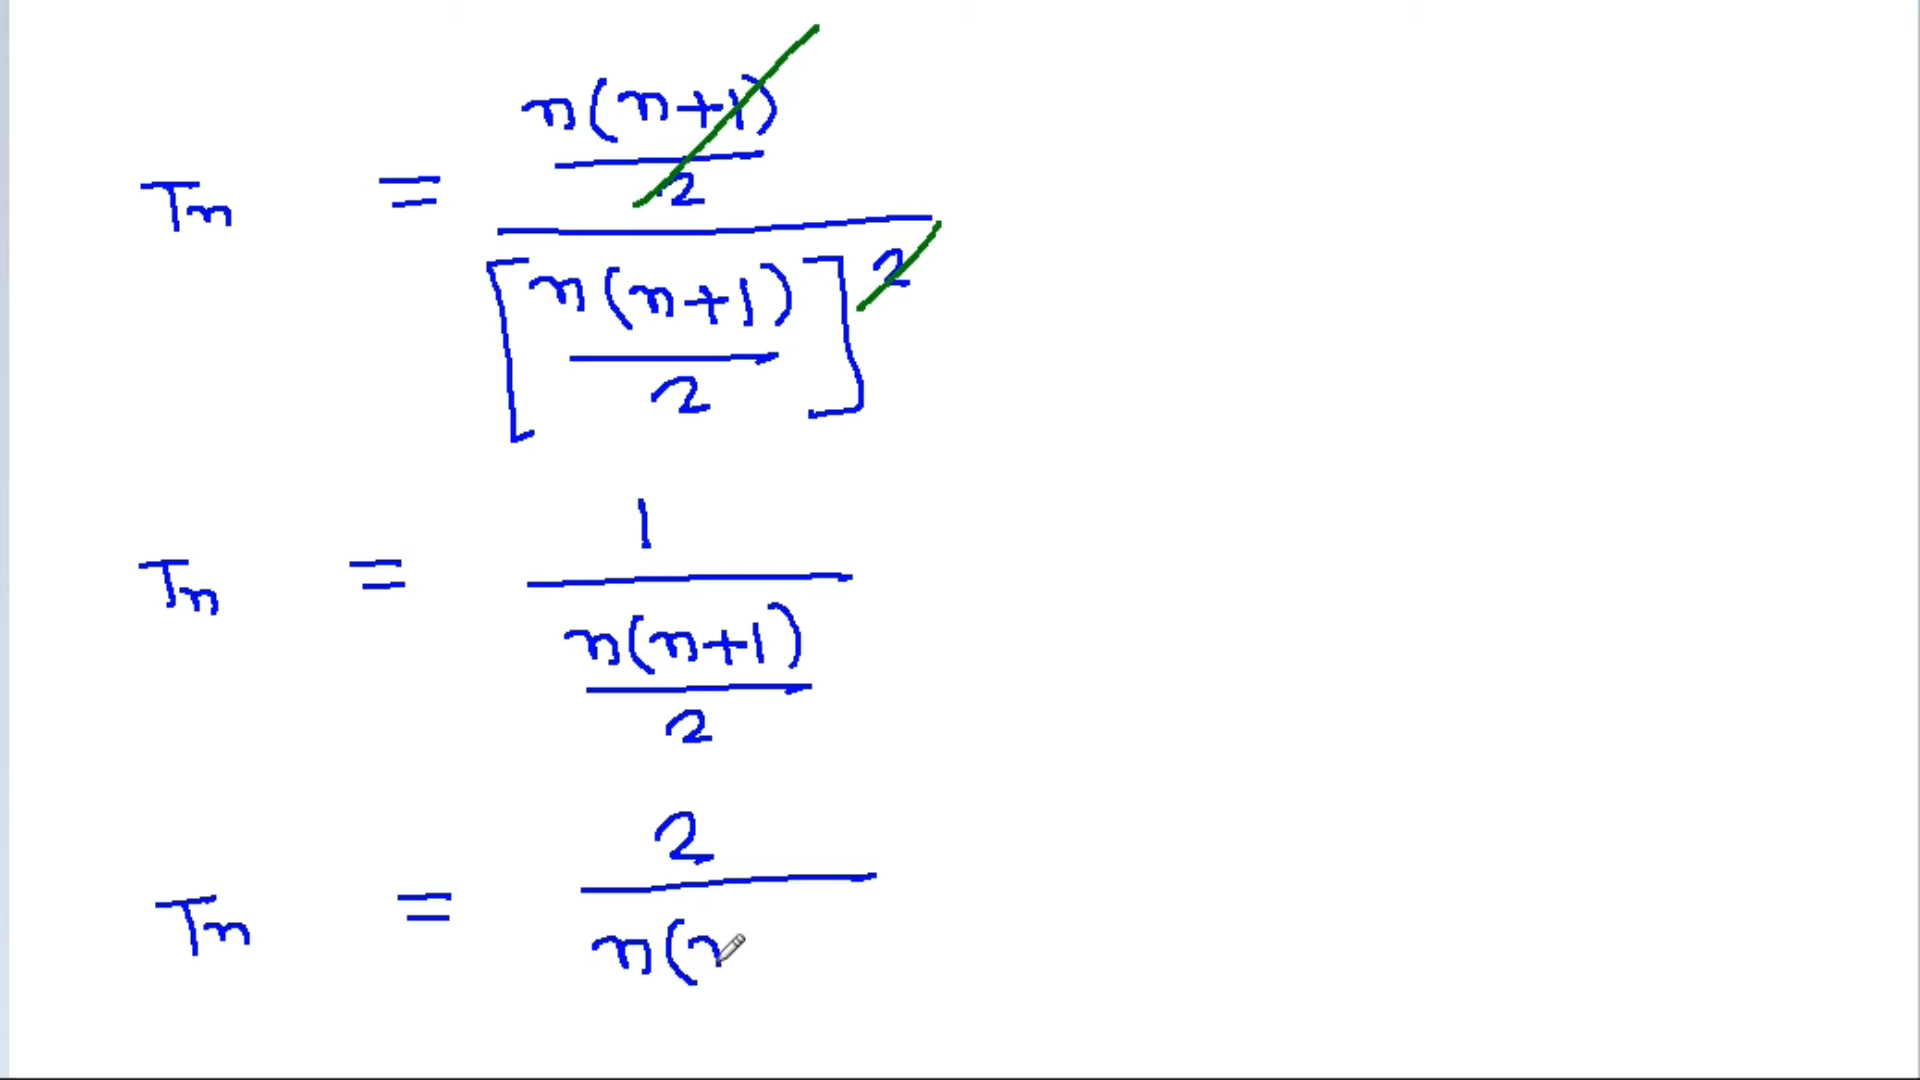 Tn = (n(n+1)/2) / [n(n+1)/2]^2
Tn = 1 / (n(n+1)/2)
Tn = 2 / n(n